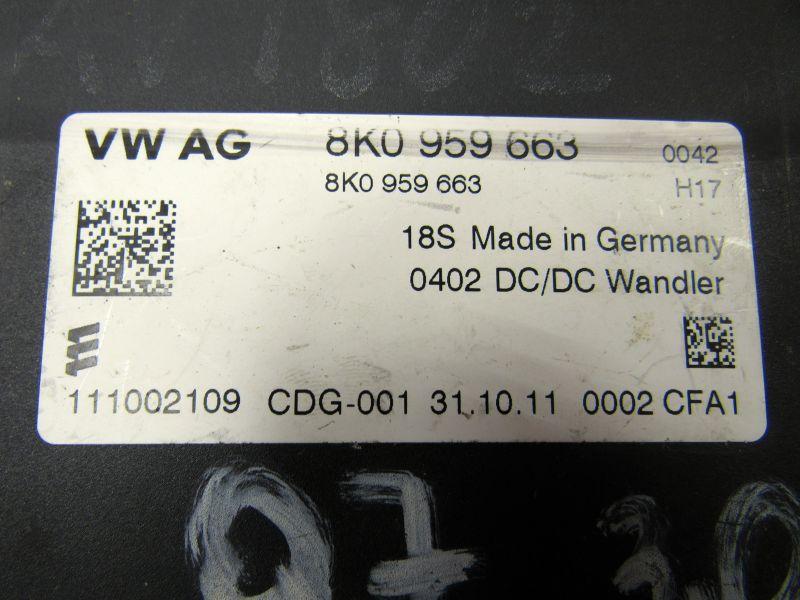 VW AG 8K0 959 663 0042
8K0 959 663 H17
18S Made in Germany
0402 DC/DC Wandler
111002109 CDG-001 31.10.11 0002 CFA1